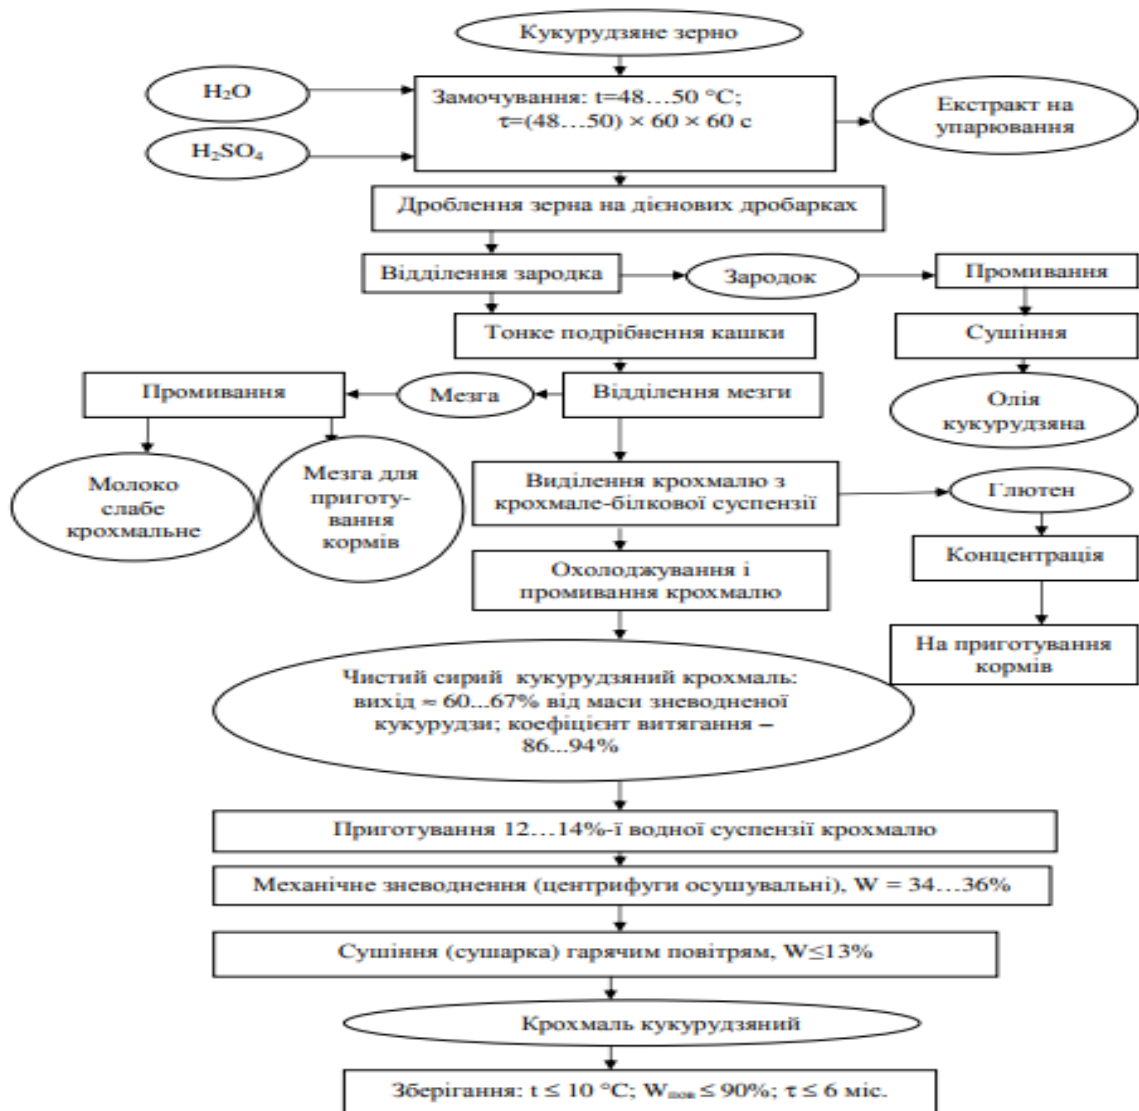 Кукурудзяне зерно
H₂O
H₂SO₄
Замочування: t=48…50 °C;
τ=(48…50) × 60 × 60 с
Екстракт на
упарювання
Дроблення зерна на дієнових дробарках
Відділення зародка
Зародок
Промивання
Тонке подрібнення кашки
Сушіння
Промивання
Мезга
Відділення мезги
Олія
кукурудзяна
Молоко
слабе
крохмальне
Мезга для
приготу-
вання
кормів
Виділення крохмалю з
крохмале-білкової суспензії
Глютен
Концентрація
Охолоджування і
промивання крохмалю
На приготування
кормів
Чистий сирий кукурудзяний крохмаль:
вихід ≈ 60...67% від маси зневодненої
кукурудзи; коефіцієнт витягання –
86...94%
Приготування 12…14%-ї водної суспензії крохмалю
Механічне зневоднення (центрифуги осушувальні), W = 34…36%
Сушіння (сушарка) гарячим повітрям, W≤13%
Крохмаль кукурудзяний
Зберігання: t ≤ 10 °C; Wпов ≤ 90%; τ ≤ 6 міс.